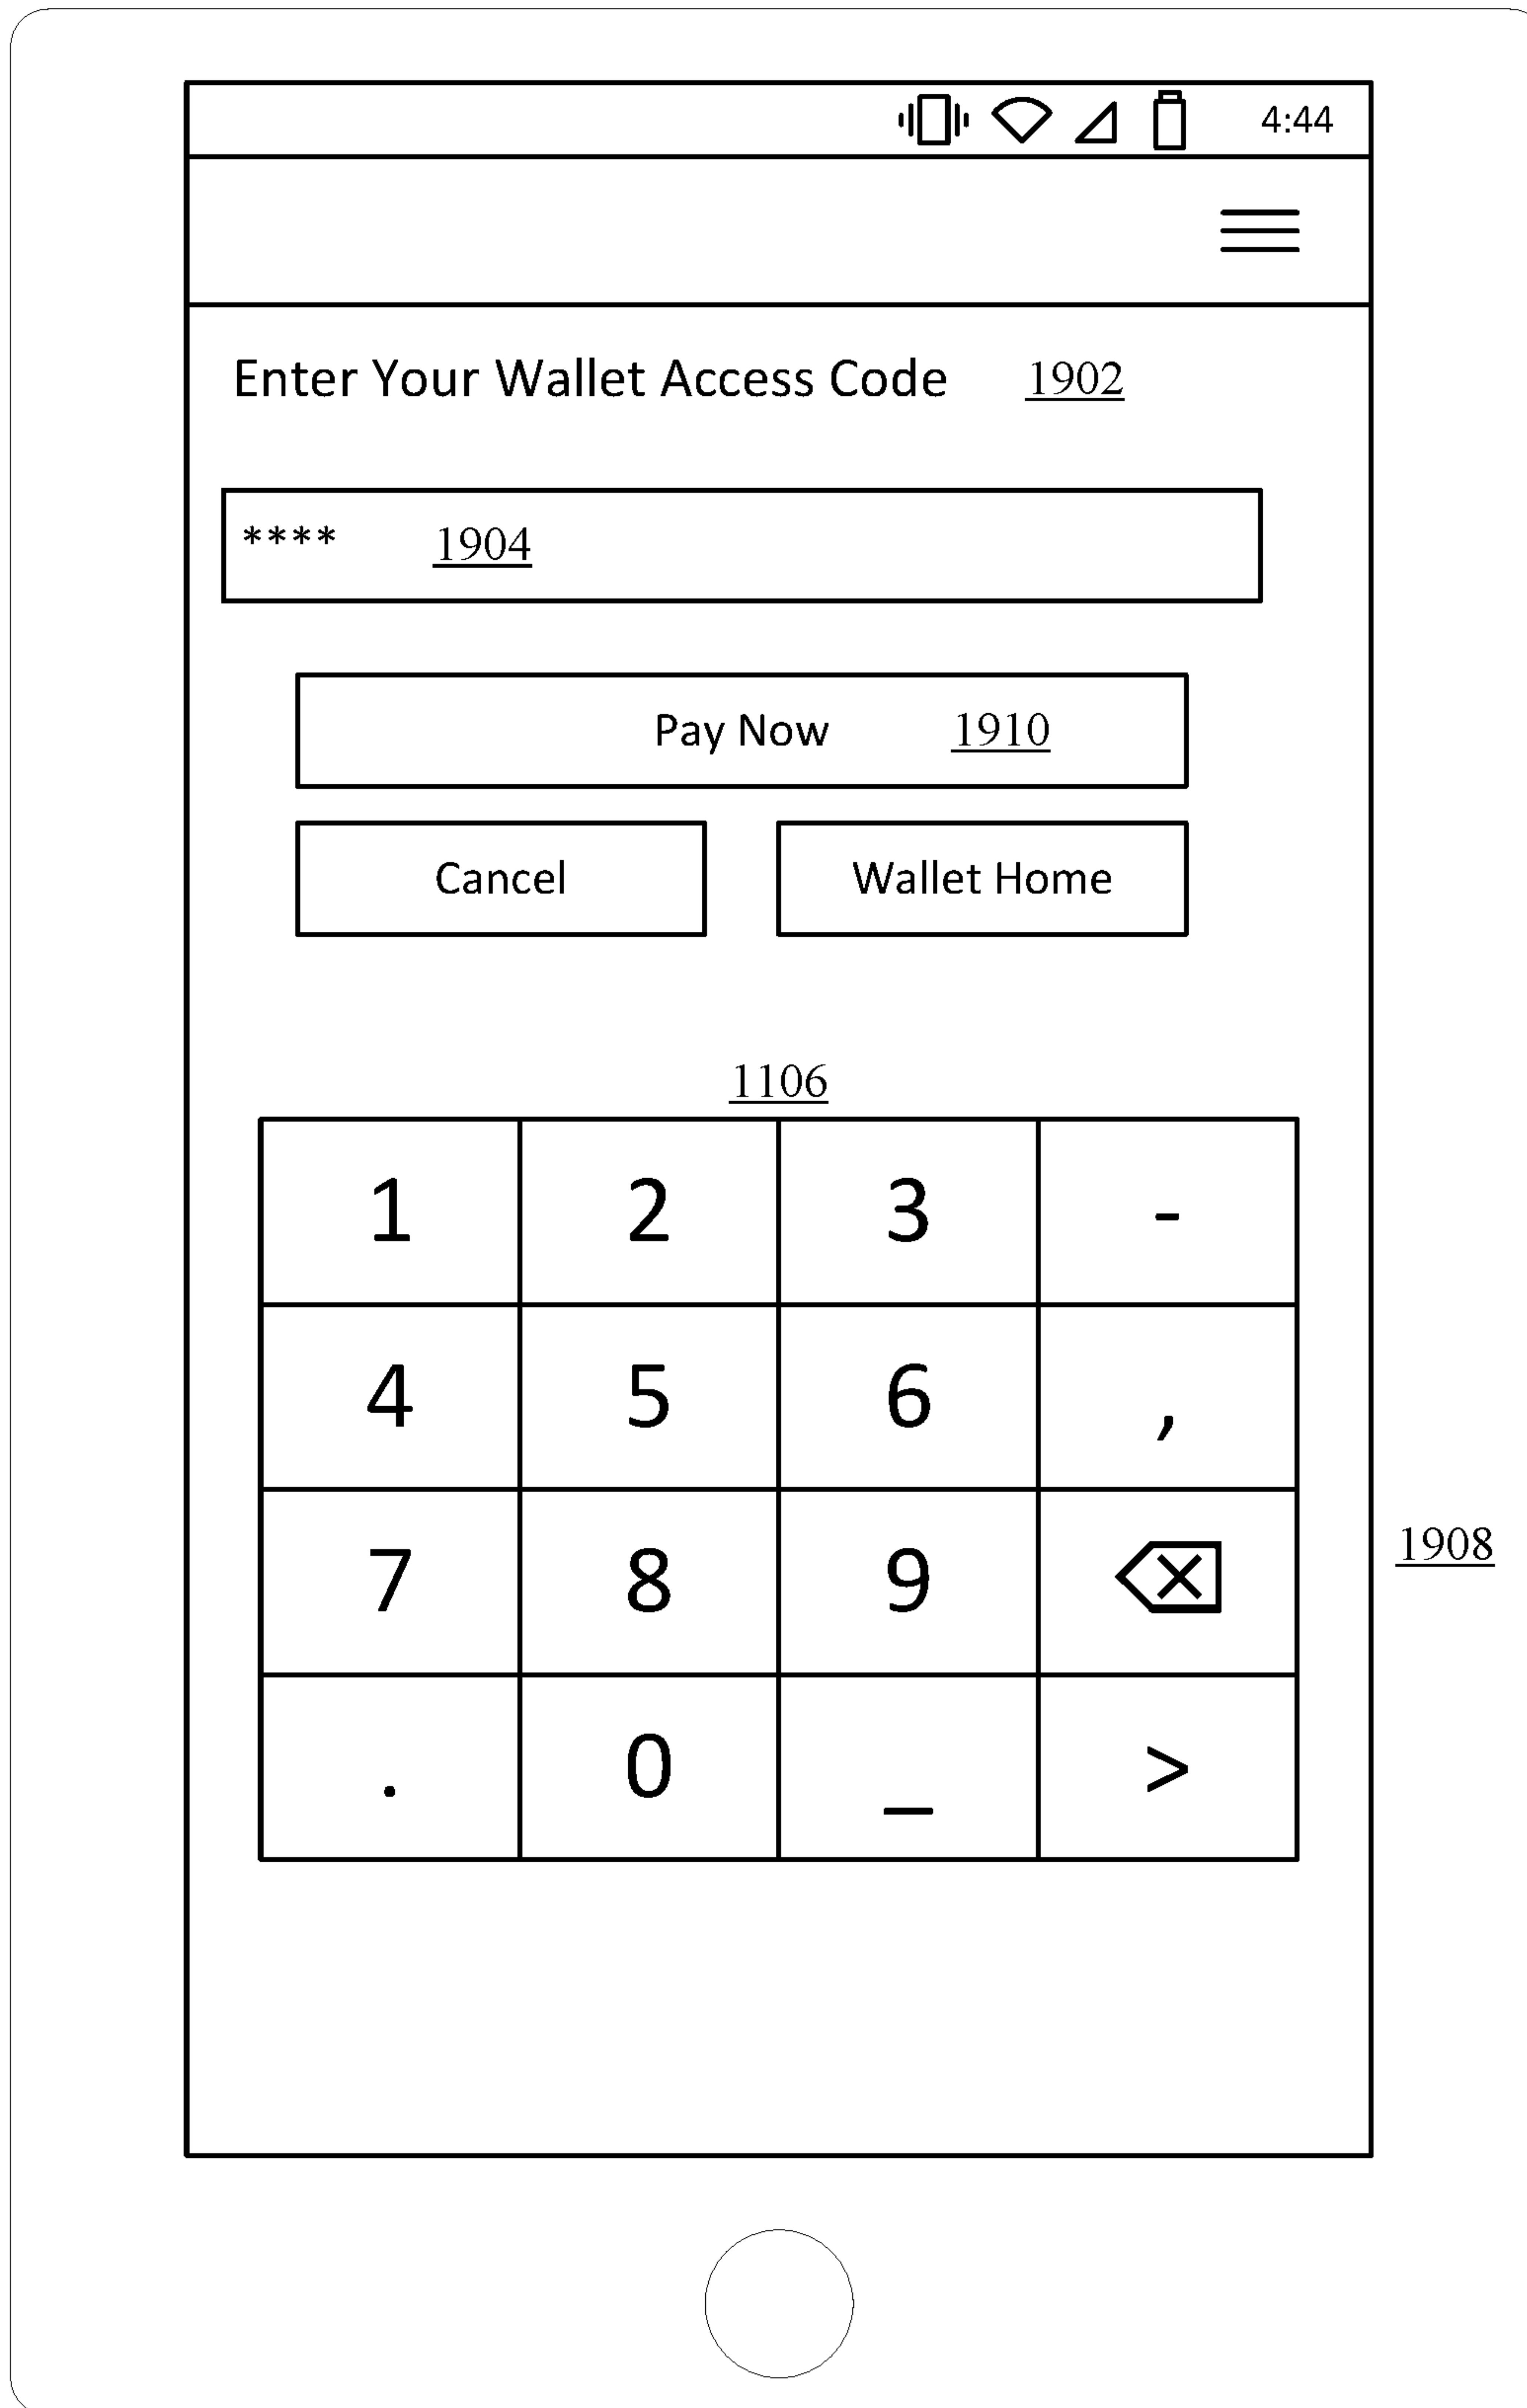 4:44
Enter Your Wallet Access Code 1902
**** 1904
Pay Now 1910
Cancel Wallet Home
1106
1 2 3 -
4 5 6 ,
7 8 9
1908
. 0 _ >